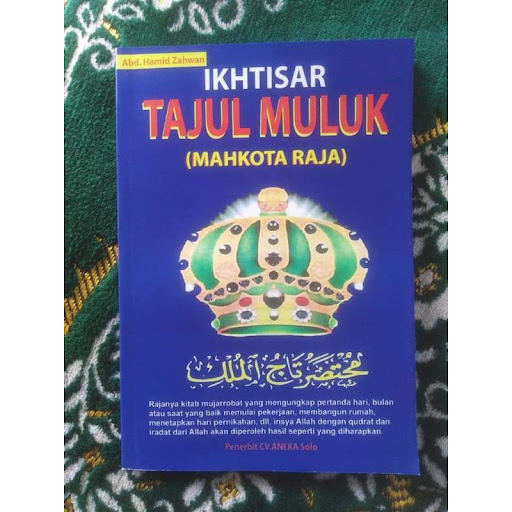 Abd. Hamid Zahwan
IKHTISAR
TAJUL MULUK
(MAHKOTA RAJA)
مختصر تاج الملك
Rajanya kitab mujarrobat yang mengungkap pertanda hari, bulan
atau saat yang baik memulai pekerjaan, membangun rumah,
menetapkan hari pernikahan, dll, insya Allah dengan qudrat dan
iradat dari Allah akan diperoleh hasil seperti yang diharapkan.
Penerbit CV.ANEKA Solo